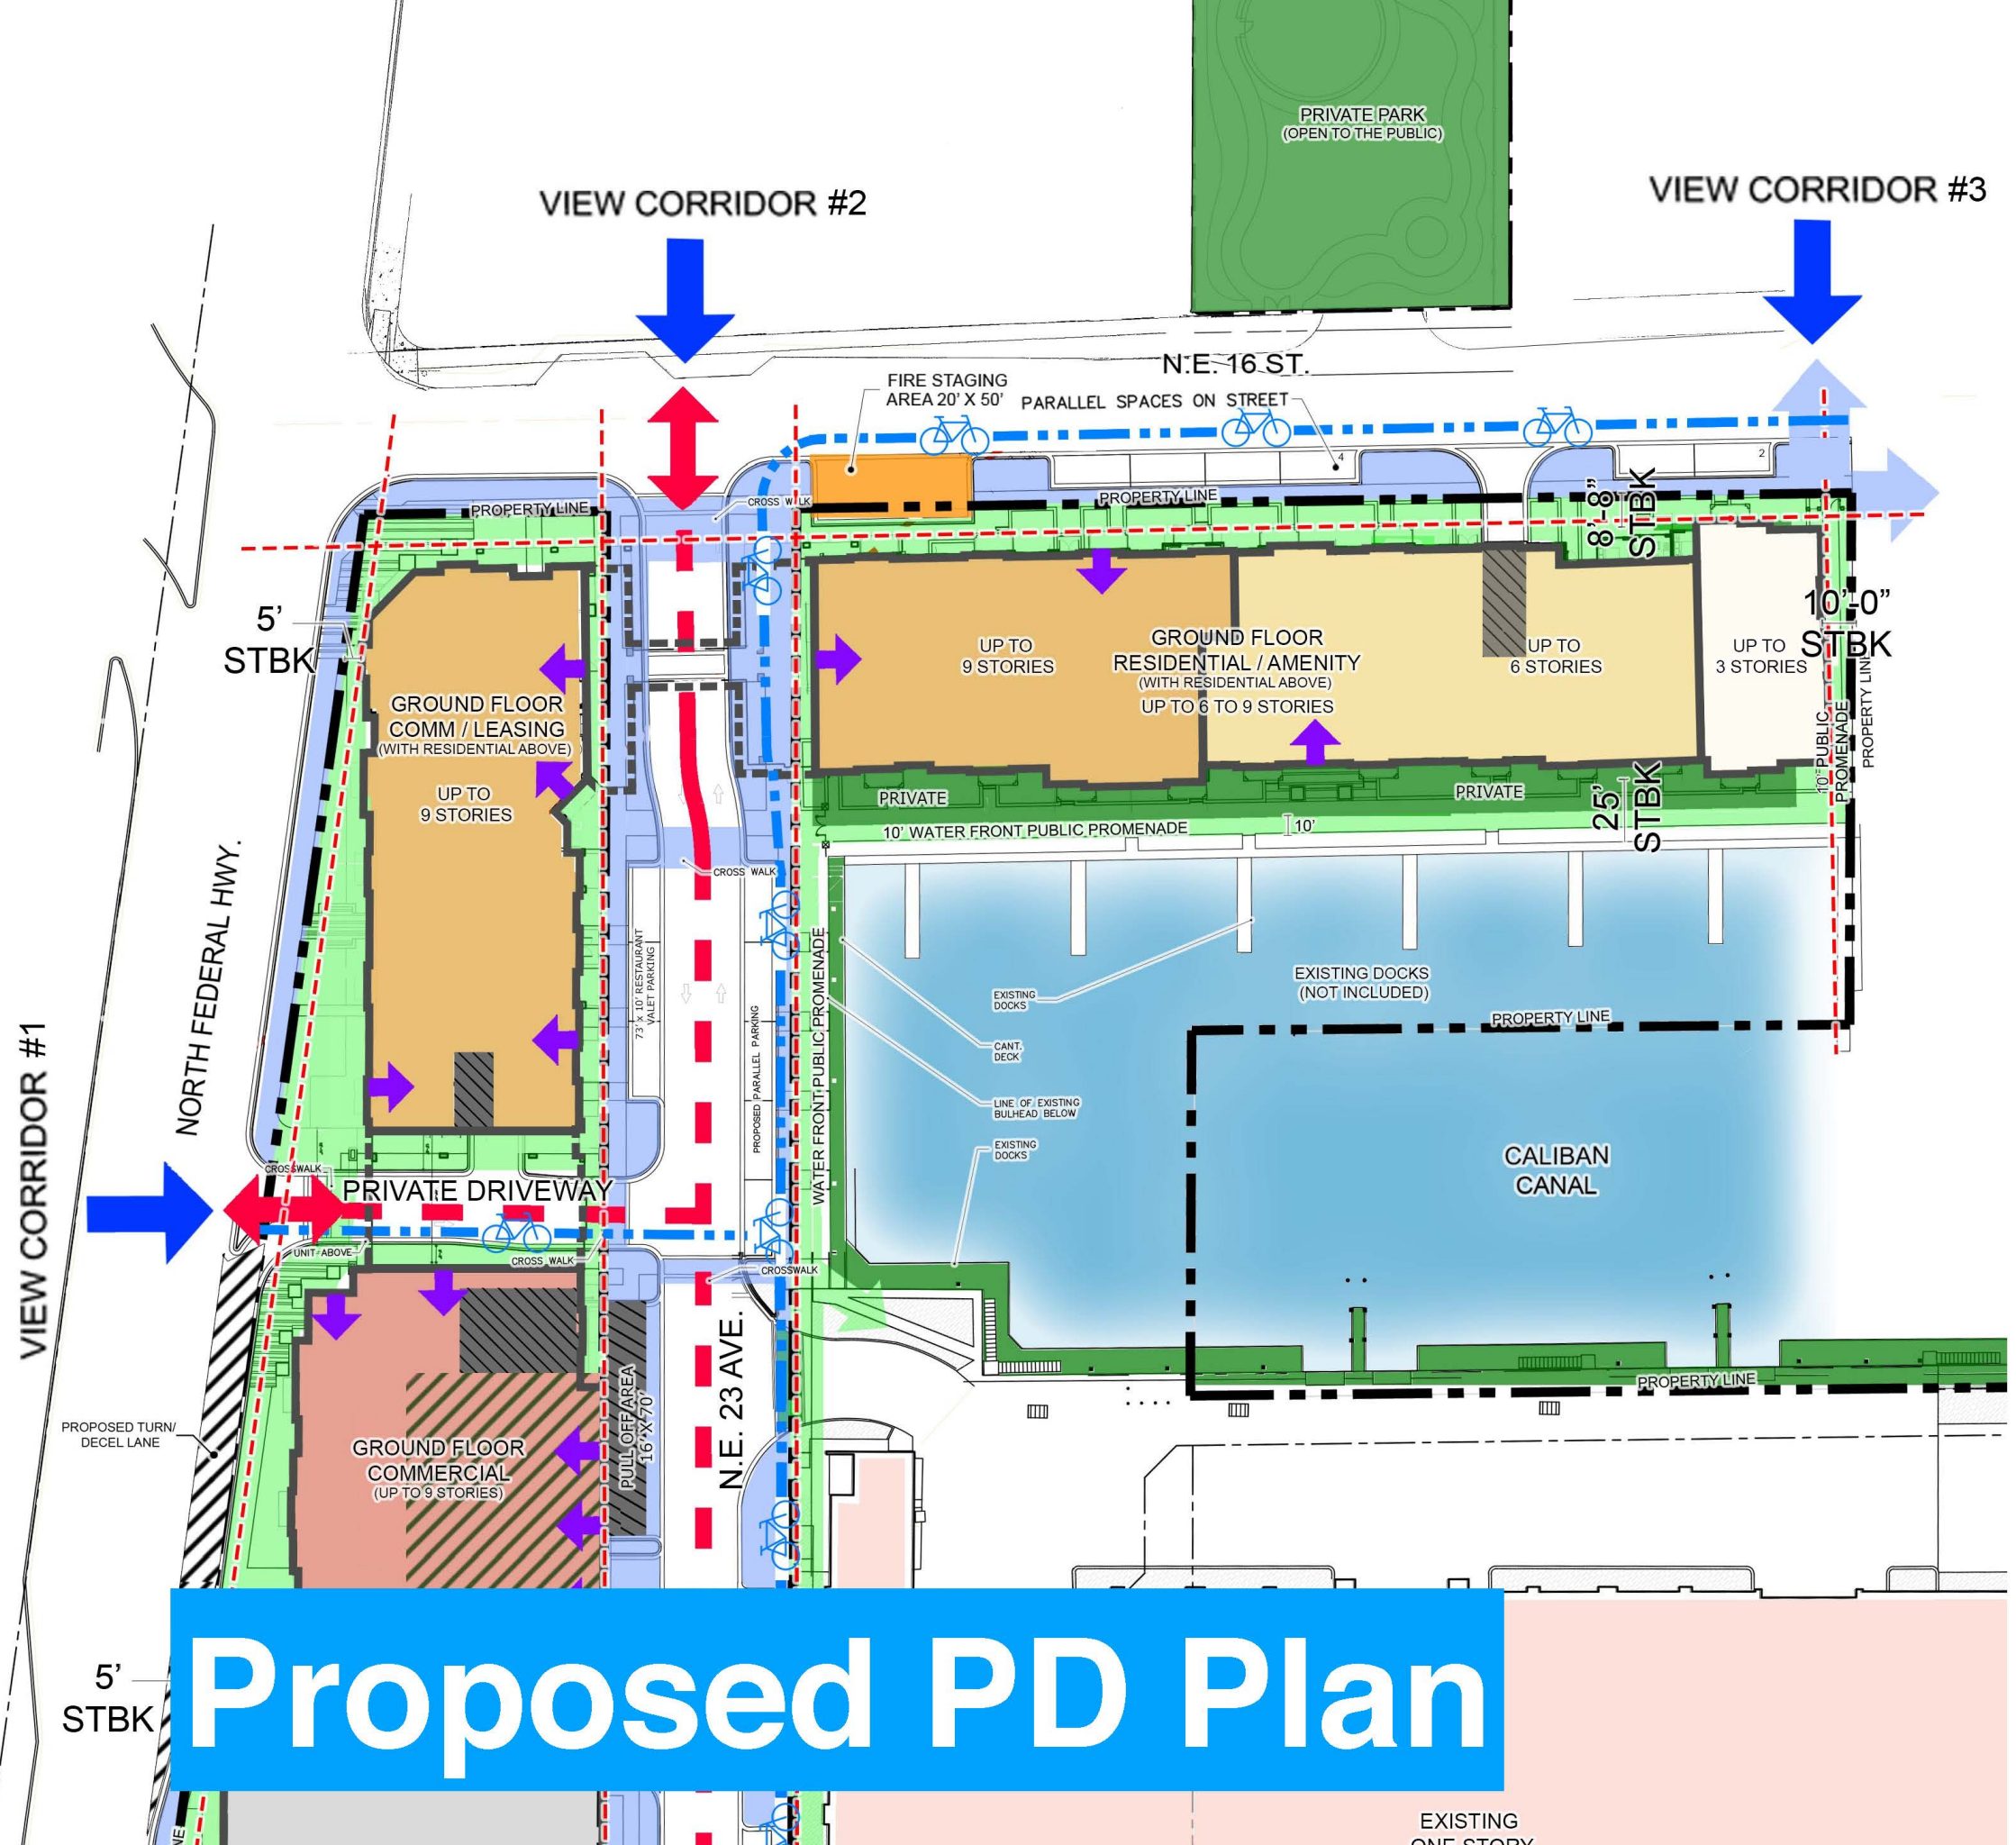 PRIVATE PARK
(OPEN TO THE PUBLIC)
VIEW CORRIDOR #2
VIEW CORRIDOR #3
N.E. 16 ST.
FIRE STAGING
AREA 20' X 50'
PARALLEL SPACES ON STREET
4
2
CROSS WALK
PROPERTY LINE
PROPERTY LINE
8'-8"
STBK
5'
STBK
10'-0"
STBK
UP TO
9 STORIES
GROUND FLOOR
RESIDENTIAL / AMENITY
(WITH RESIDENTIAL ABOVE)
UP TO 6 TO 9 STORIES
UP TO
6 STORIES
UP TO
3 STORIES
PROPERTY LINE
10' PUBLIC
PROMENADE
GROUND FLOOR
COMM / LEASING
(WITH RESIDENTIAL ABOVE)
UP TO
9 STORIES
PRIVATE
PRIVATE
25'
STBK
10' WATER FRONT PUBLIC PROMENADE
10'
CROSS WALK
NORTH FEDERAL HWY.
73' X 10' RESTAURANT
VALET PARKING
PROPOSED PARALLEL PARKING
WATER FRONT PUBLIC PROMENADE
EXISTING
DOCKS
EXISTING DOCKS
(NOT INCLUDED)
PROPERTY LINE
CANT.
DECK
LINE OF EXISTING
BULHEAD BELOW
EXISTING
DOCKS
CALIBAN
CANAL
VIEW CORRIDOR #1
CROSSWALK
PRIVATE DRIVEWAY
UNIT ABOVE
CROSS WALK
CROSSWALK
N.E. 23 AVE.
PULL OFF AREA
16' X 70'
PROPERTY LINE
PROPOSED TURN/
DECEL LANE
GROUND FLOOR
COMMERCIAL
(UP TO 9 STORIES)
5'
STBK
Proposed PD Plan
EXISTING
ONE STORY